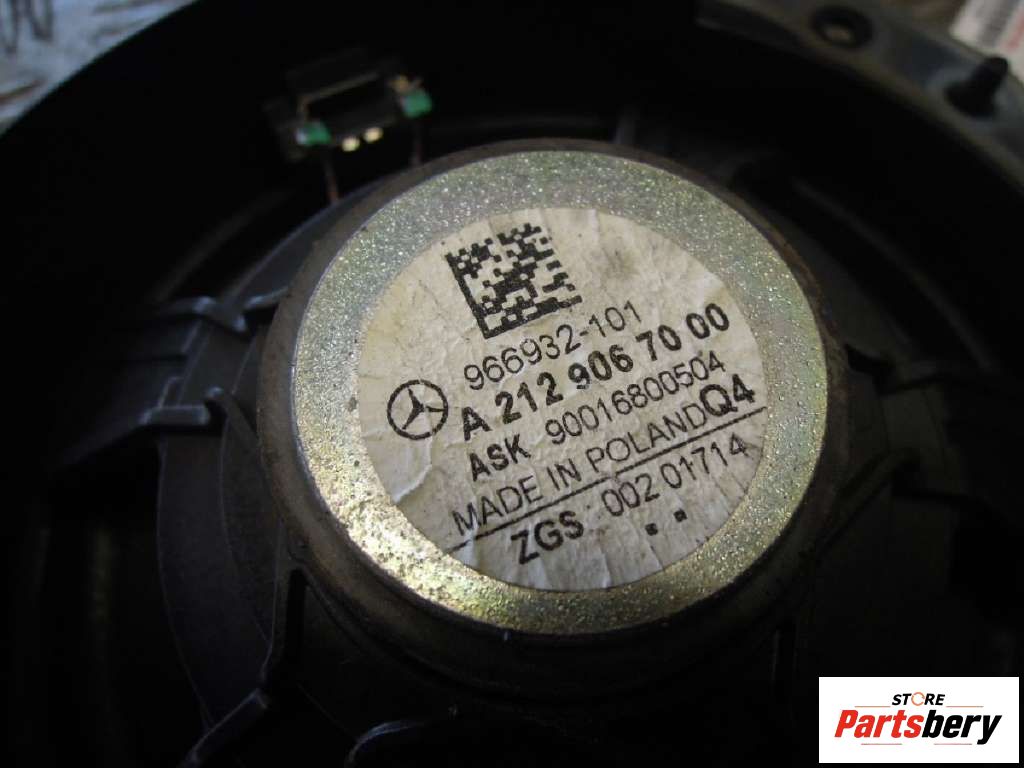 966932-101
A 212 906 70 00
ASK 90016800504
MADE IN POLAND Q4
ZGS 002 01714
STORE
Partsbery